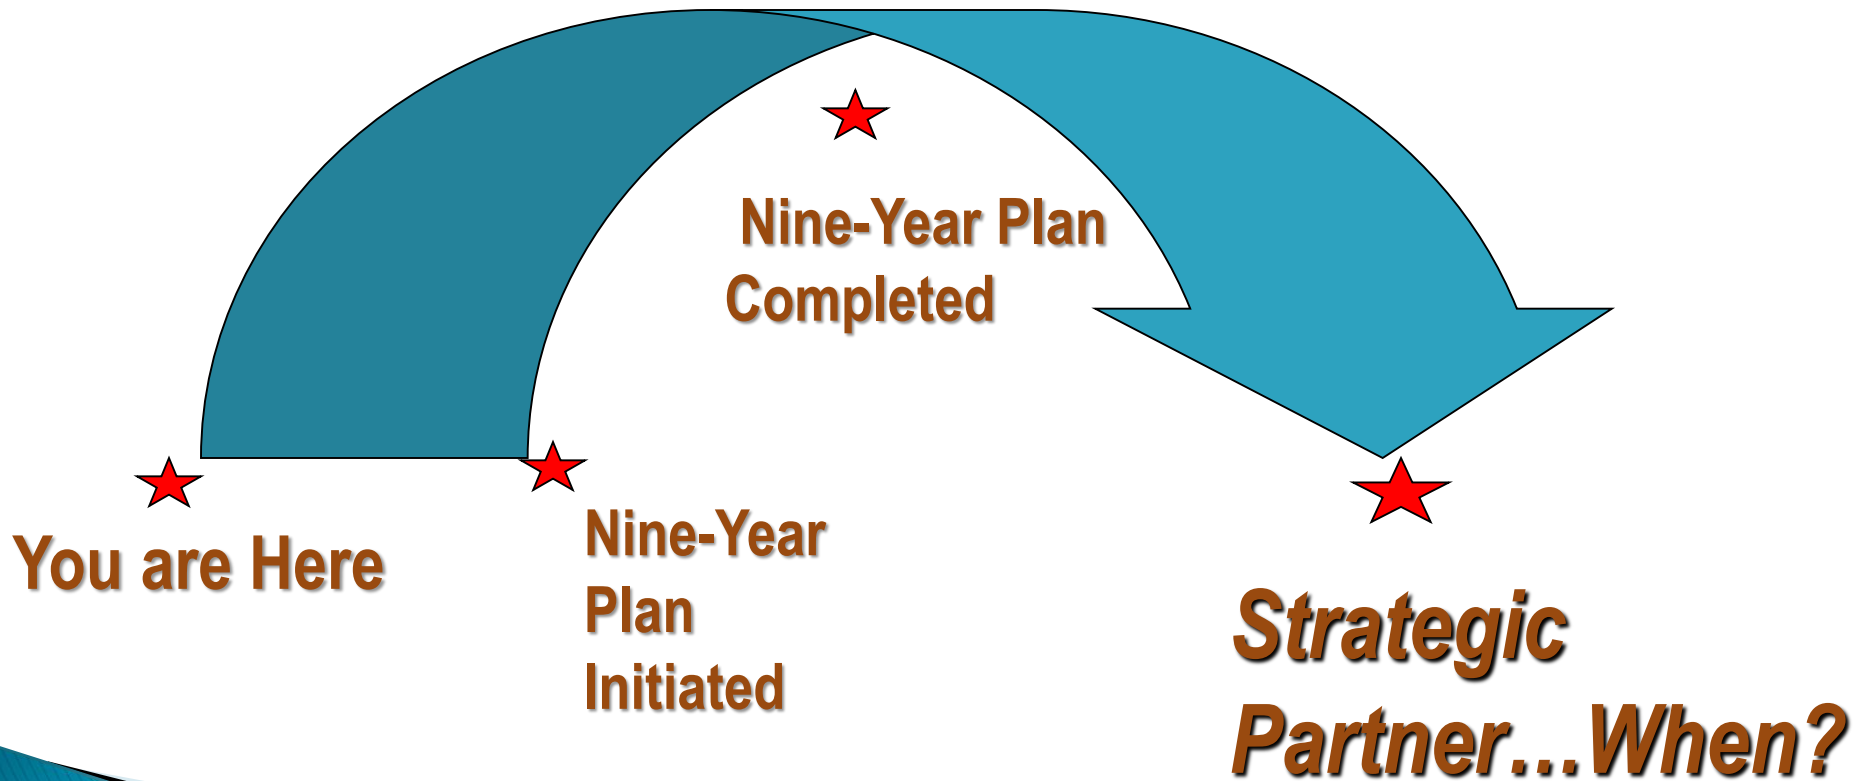 Nine-Year Plan
Completed
You are Here
Nine-Year
Plan
Initiated
Strategic
Partner...When?